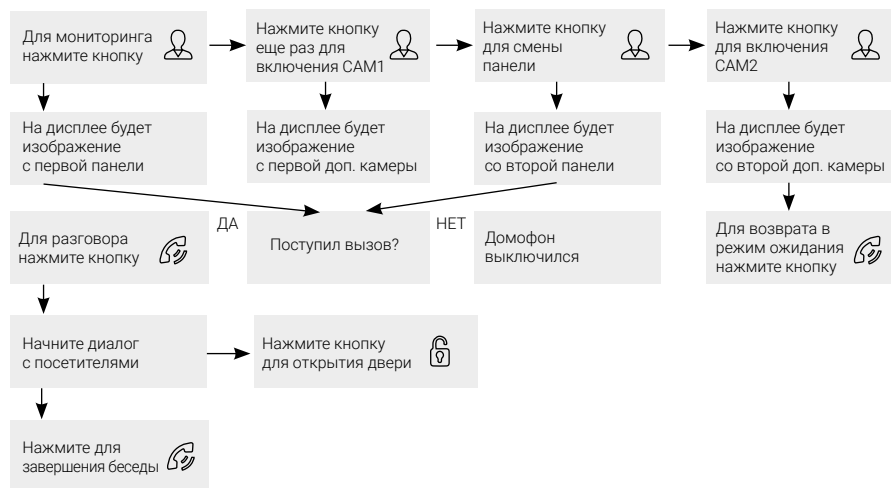 Для мониторинга
нажмите кнопку
Нажмите кнопку
еще раз для
включения CAM1
Нажмите кнопку
для смены
панели
Нажмите кнопку
для включения
CAM2
На дисплее будет
изображение
с первой панели
На дисплее будет
изображение
с первой доп. камеры
На дисплее будет
изображение
со второй панели
На дисплее будет
изображение
со второй доп. камеры
Для разговора
нажмите кнопку
ДА
Поступил вызов?
НЕТ
Домофон
выключился
Для возврата в
режим ожидания
нажмите кнопку
Начните диалог
с посетителями
Нажмите кнопку
для открытия двери
Нажмите для
завершения беседы